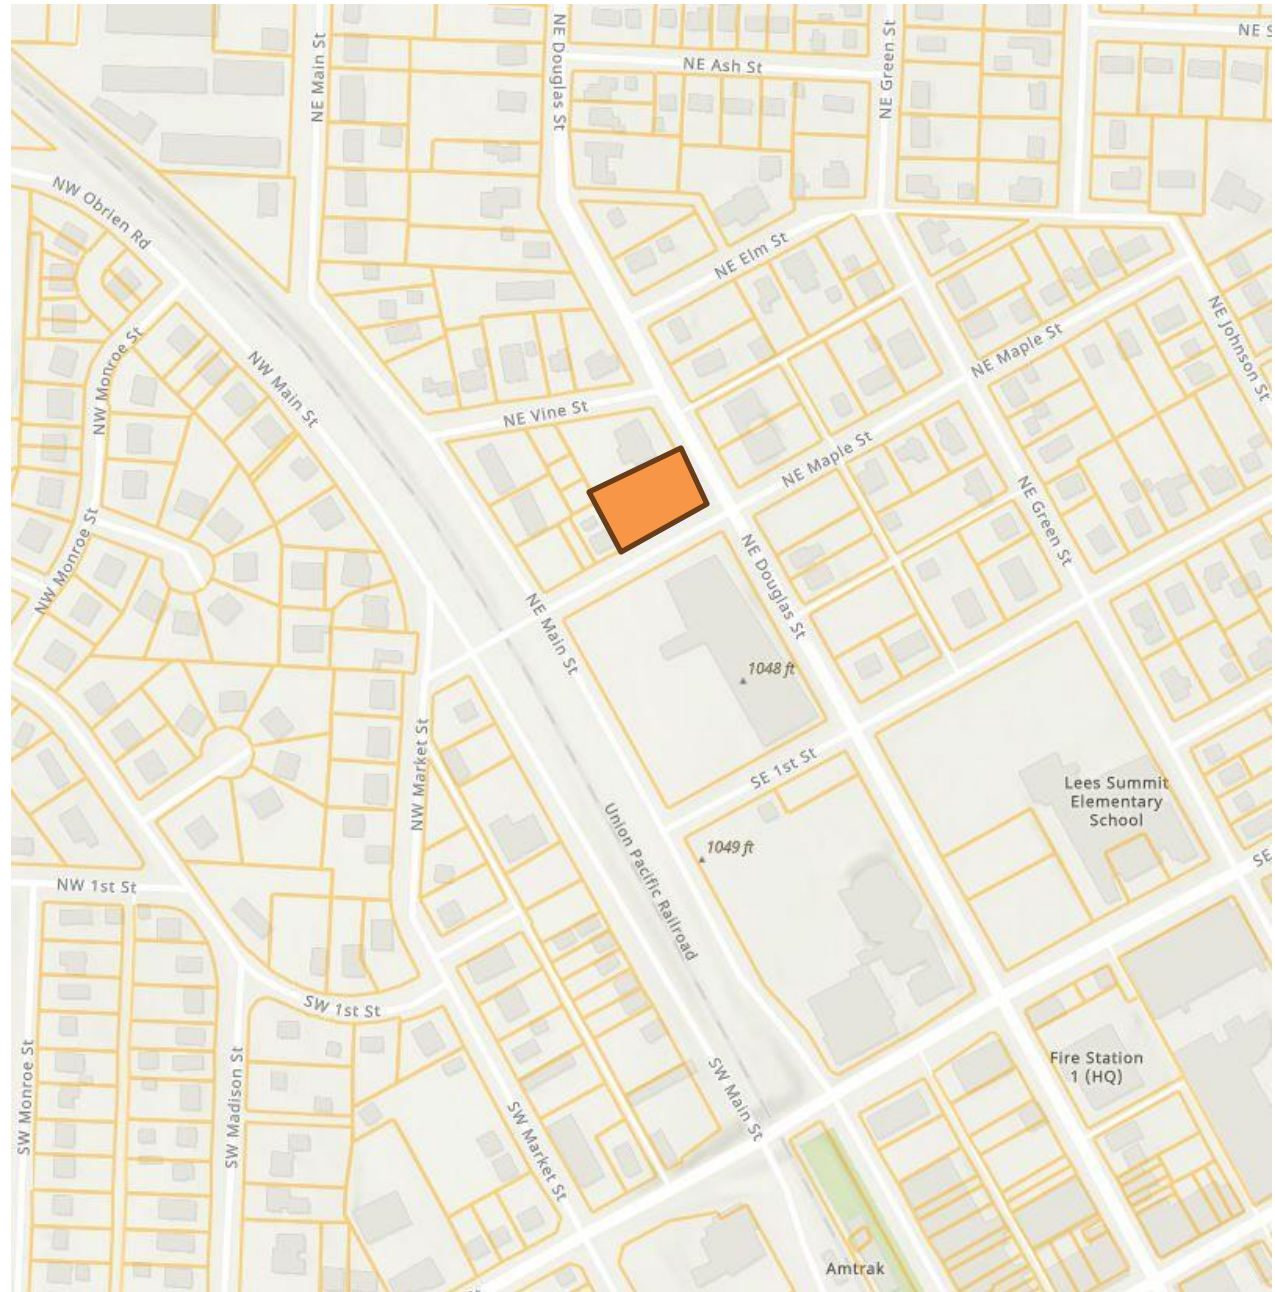 NE S
NE Ash St
NE Main St
NE Douglas St
NE Green St
NW Obrien Rd
NE Elm St
NE Johnson St
NE Maple St
NW Monroe St
NW Main St
NE Vine St
NE Maple St
NE Green St
NW Monroe St
NE Douglas St
NE Main St
1048 ft
NW Market St
SE 1st St
Lees Summit
Elementary
School
Union Pacific Railroad
1049 ft
SE
NW 1st St
SW 1st St
SW Monroe St
SW Madison St
Fire Station
1 (HQ)
SW Main St
SW Market St
Amtrak